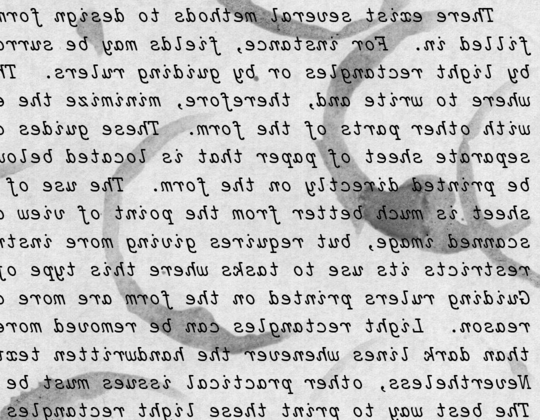 There exist several methods to design form
filled in. For instance, fields may be surro
by light rectangles or by guiding rulers. Th
where to write and, therefore, minimize the
with other parts of the form. These guides
separate sheet of paper that is located below
be printed directly on the form. The use of
sheet is much better from the point of view
scanned image, but requires giving more instr
restricts its use to tasks where this type of
Guiding rulers printed on the form are more
reason. Light rectangles can be removed more
than dark lines whenever the handwritten text
Nevertheless, other practical issues must be
The best way to print these light rectangles